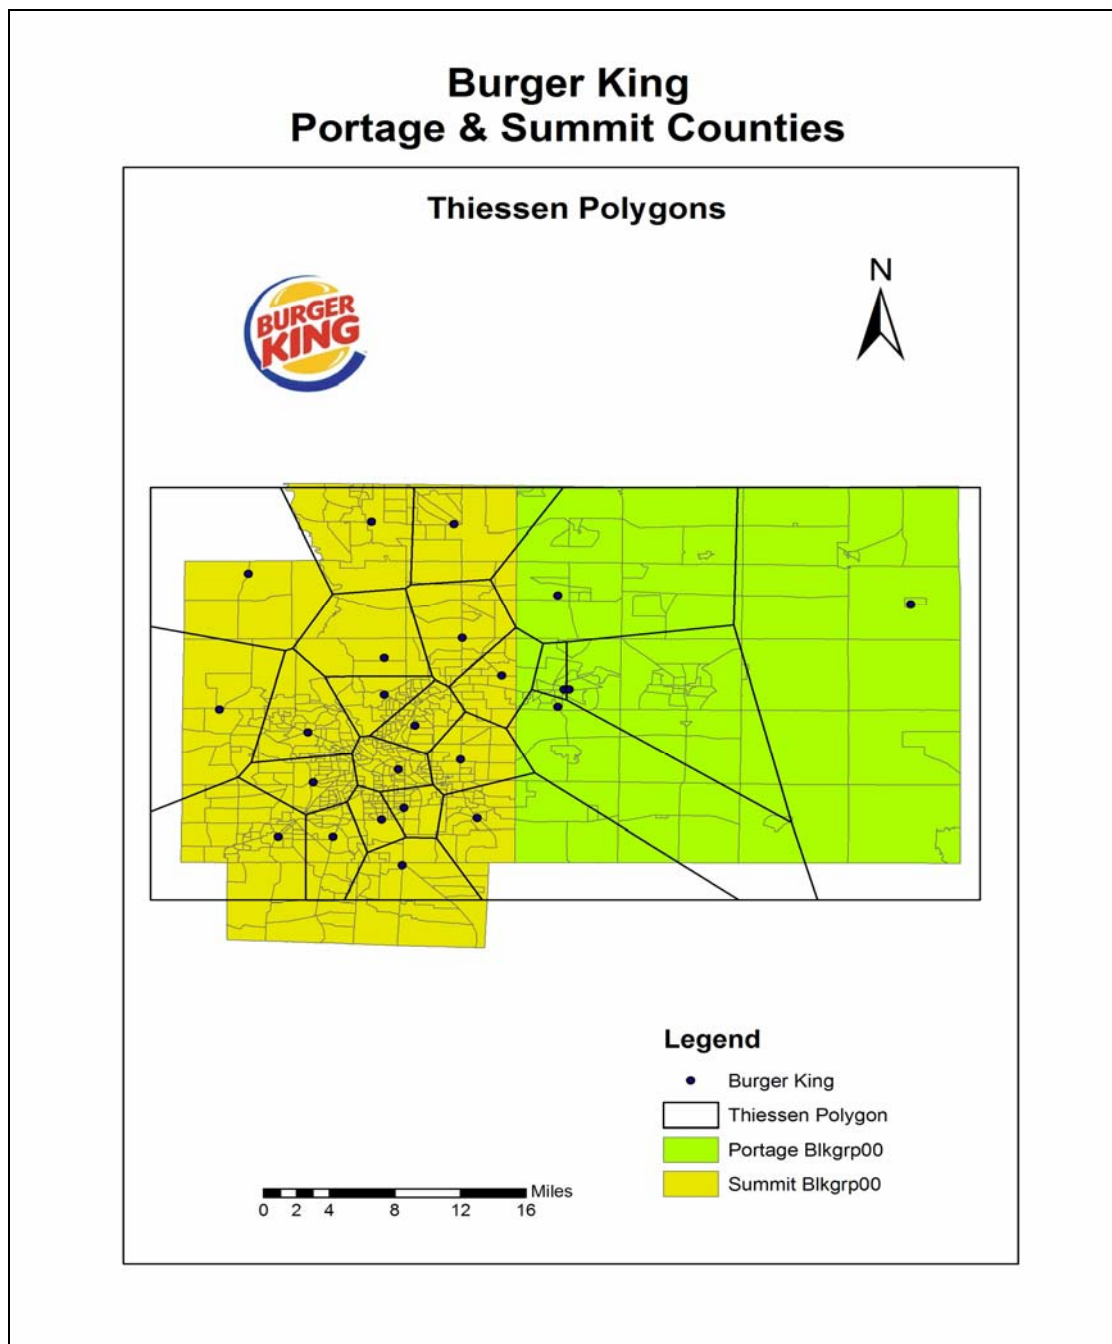 Burger King
Portage & Summit Counties
Thiessen Polygons
N
BURGER
KING
Legend
Burger King
Thiessen Polygon
Portage Blkgrp00
Summit Blkgrp00
Miles
0 2 4 8 12 16